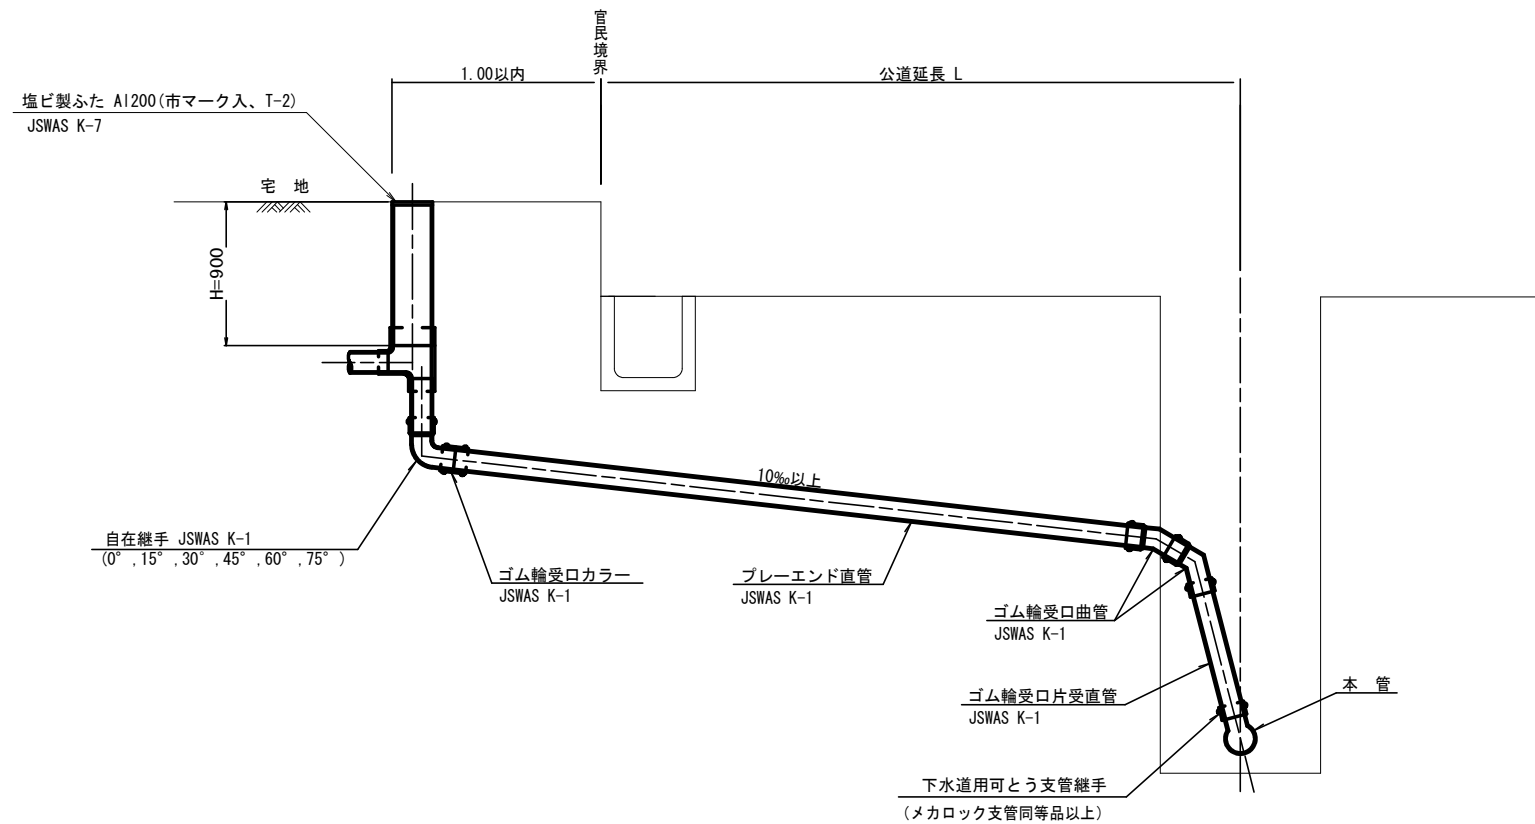 官民境界
1.00以内
公道延長 L
塩ビ製ふた Al200(市マーク入、T-2)
JSWAS K-7
宅 地
H=900
10‰以上
自在継手 JSWAS K-1
(0°,15°,30°,45°,60°,75°)
ゴム輪受口カラー
JSWAS K-1
プレーエンド直管
JSWAS K-1
ゴム輪受口曲管
JSWAS K-1
ゴム輪受口片受直管
JSWAS K-1
本 管
下水道用可とう支管継手
(メカロック支管同等品以上)